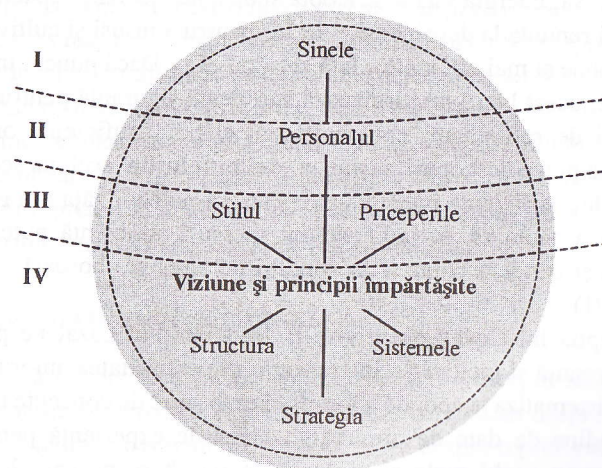 I
Sinele
II
Personalul
III
Stilul Priceperile
IV
Viziune şi principii împărtăşite
Structura Sistemele
Strategia